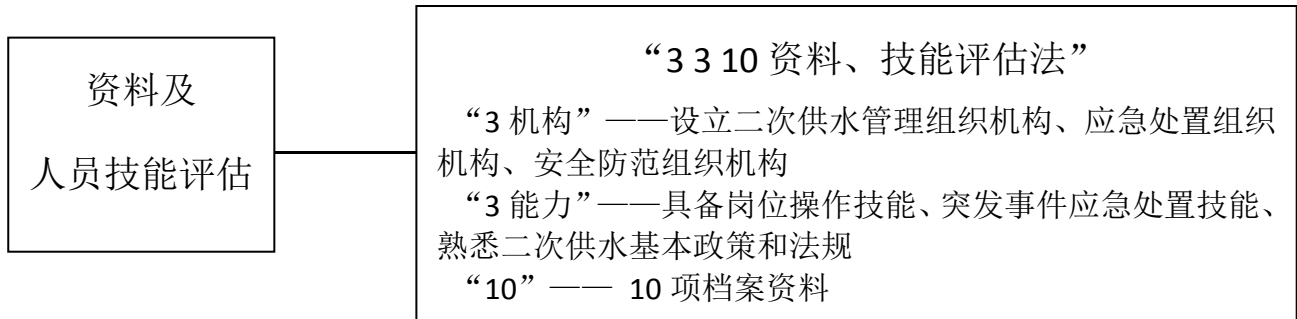 资料及
人员技能评估
“3 3 10 资料、技能评估法”
“3 机构”——设立二次供水管理组织机构、应急处置组织
机构、安全防范组织机构
“3 能力”——具备岗位操作技能、突发事件应急处置技能、
熟悉二次供水基本政策和法规
“10”—— 10 项档案资料